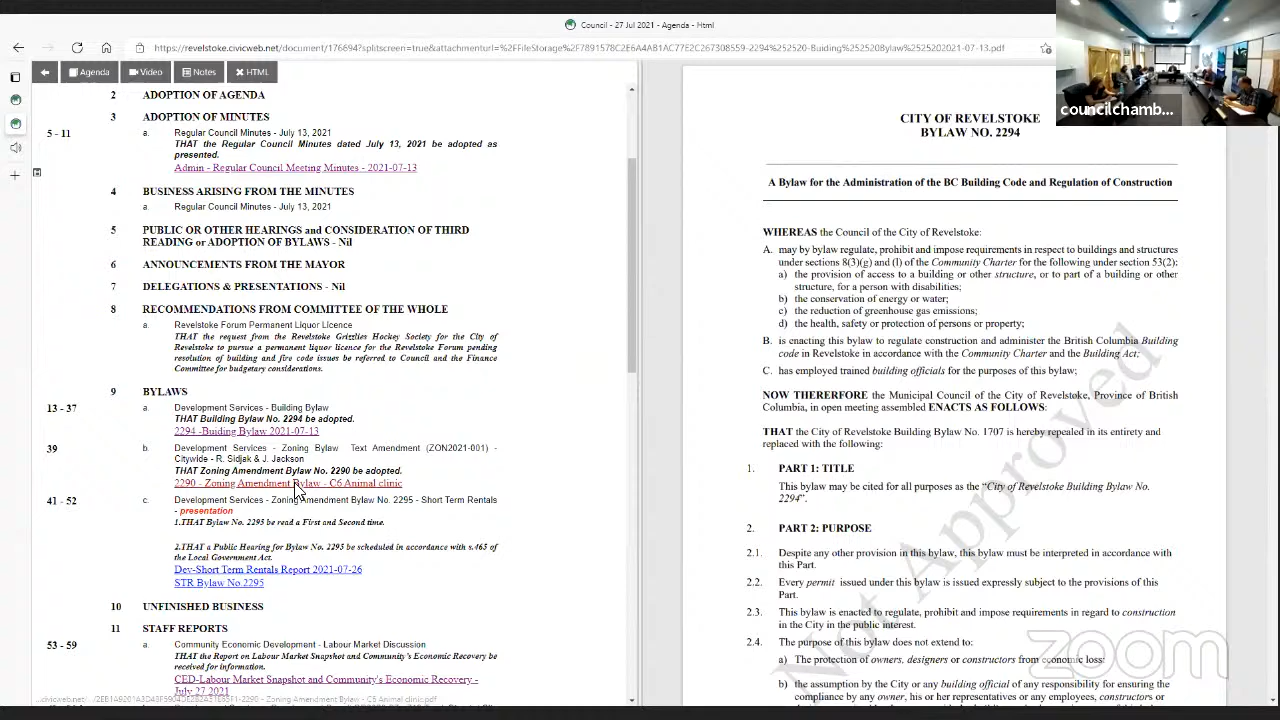 Council - 27 Jul 2021 - Agenda - Html
https://revelstoke.civicweb.net/document/176694?splitscreen=true&attachmenturl=%2FFileStorage%2F7891578C2E6A4AB1AC77E2C267308559-2294%252520-Buiding%252520Bylaw%2525202021-07-13.pdf
Agenda Video Notes HTML
2 ADOPTION OF AGENDA
3 ADOPTION OF MINUTES
5 - 11 a. Regular Council Minutes - July 13, 2021
THAT the Regular Council Minutes dated July 13, 2021 be adopted as
presented.
Admin - Regular Council Meeting Minutes - 2021-07-13
4 BUSINESS ARISING FROM THE MINUTES
a. Regular Council Minutes - July 13, 2021
5 PUBLIC OR OTHER HEARINGS and CONSIDERATION OF THIRD
READING or ADOPTION OF BYLAWS - Nil
6 ANNOUNCEMENTS FROM THE MAYOR
7 DELEGATIONS & PRESENTATIONS - Nil
8 RECOMMENDATIONS FROM COMMITTEE OF THE WHOLE
a. Revelstoke Forum Permanent Liquor Licence
THAT the request from the Revelstoke Grizzlies Hockey Society for the City of
Revelstoke to pursue a permanent liquor licence for the Revelstoke Forum pending
resolution of building and fire code issues be referred to Council and the Finance
Committee for budgetary considerations.
9 BYLAWS
13 - 37 a. Development Services - Building Bylaw
THAT Building Bylaw No. 2294 be adopted.
2294 -Buiding Bylaw 2021-07-13
39 b. Development Services - Zoning Bylaw Text Amendment (ZON2021-001) -
Citywide - R. Sidjak & J. Jackson
THAT Zoning Amendment Bylaw No. 2290 be adopted.
2290 - Zoning Amendment Bylaw - C6 Animal clinic
41 - 52 c. Development Services - Zoning Amendment Bylaw No. 2295 - Short Term Rentals
- presentation
1.THAT Bylaw No. 2295 be read a First and Second time.
2.THAT a Public Hearing for Bylaw No. 2295 be scheduled in accordance with s.465 of
the Local Government Act.
Dev-Short Term Rentals Report 2021-07-26
STR Bylaw No.2295
10 UNFINISHED BUSINESS
11 STAFF REPORTS
53 - 59 a. Community Economic Development - Labour Market Discussion
THAT the Report on Labour Market Snapshot and Community's Economic Recovery be
received for information.
CED-Labour Market Snapshot and Community's Economic Recovery -
July 27 2021
councilchamb...
CITY OF REVELSTOKE
BYLAW NO. 2294
A Bylaw for the Administration of the BC Building Code and Regulation of Construction
WHEREAS the Council of the City of Revelstoke:
A. may by bylaw regulate, prohibit and impose requirements in respect to buildings and structures
under sections 8(3)(g) and (l) of the Community Charter for the following under section 53(2):
a) the provision of access to a building or other structure, or to part of a building or other
structure, for a person with disabilities;
b) the conservation of energy or water;
c) the reduction of greenhouse gas emissions;
d) the health, safety or protection of persons or property;
B. is enacting this bylaw to regulate construction and administer the British Columbia Building
code in Revelstoke in accordance with the Community Charter and the Building Act;
C. has employed trained building officials for the purposes of this bylaw;
NOW THERERFORE the Municipal Council of the City of Revelstoke, Province of British
Columbia, in open meeting assembled ENACTS AS FOLLOWS:
THAT the City of Revelstoke Building Bylaw No. 1707 is hereby repealed in its entirety and
replaced with the following:
1. PART 1: TITLE
This bylaw may be cited for all purposes as the “City of Revelstoke Building Bylaw No.
2294”.
2. PART 2: PURPOSE
2.1. Despite any other provision in this bylaw, this bylaw must be interpreted in accordance with
this Part.
2.2. Every permit issued under this bylaw is issued expressly subject to the provisions of this
Part.
2.3. This bylaw is enacted to regulate, prohibit and impose requirements in regard to construction
in the City in the public interest.
2.4. The purpose of this bylaw does not extend to:
a) The protection of owners, designers or constructors from economic loss;
b) the assumption by the City or any building official of any responsibility for ensuring the
compliance by any owner, his or her representatives or any employees, constructors or
Not Approved
zoom